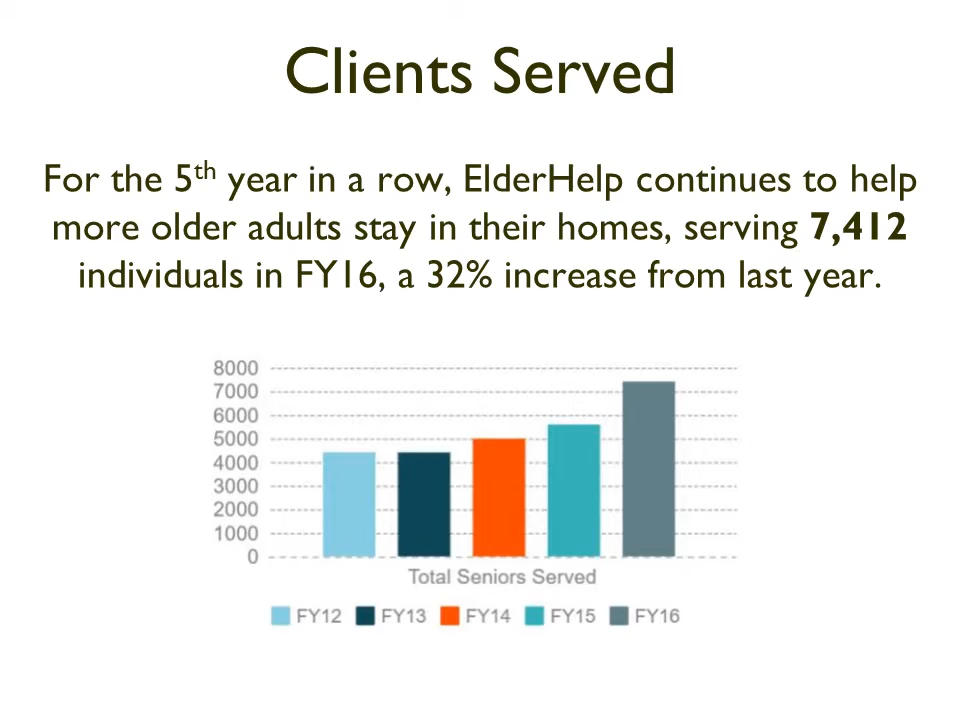 Clients Served
For the 5th year in a row, ElderHelp continues to help
more older adults stay in their homes, serving 7,412
individuals in FY16, a 32% increase from last year.
8000
7000
6000
5000
4000
3000
2000
1000
0
Total Seniors Served
FY12 FY13 FY14 FY15 FY16